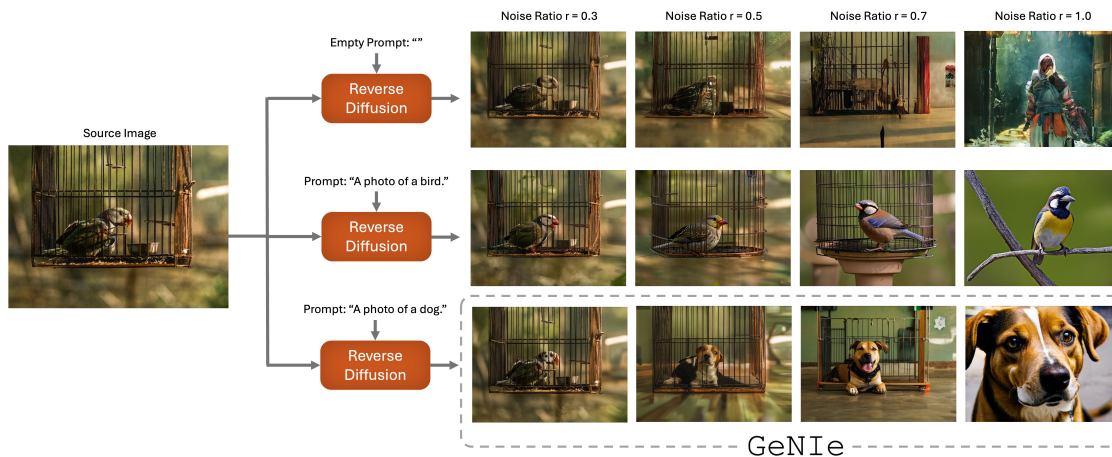 Noise Ratio r = 0.3
Noise Ratio r = 0.5
Noise Ratio r = 0.7
Noise Ratio r = 1.0
Empty Prompt: “”
Reverse
Diffusion
Source Image
Prompt: “A photo of a bird.”
Reverse
Diffusion
Prompt: “A photo of a dog.”
Reverse
Diffusion
GeNIe